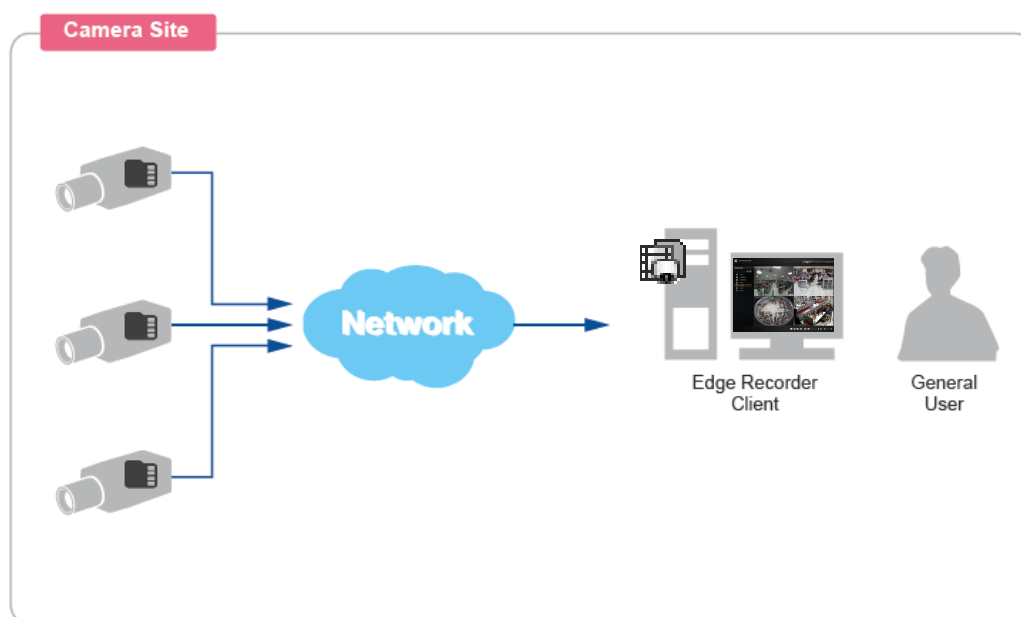 Camera Site
Network
Edge Recorder
Client
General
User